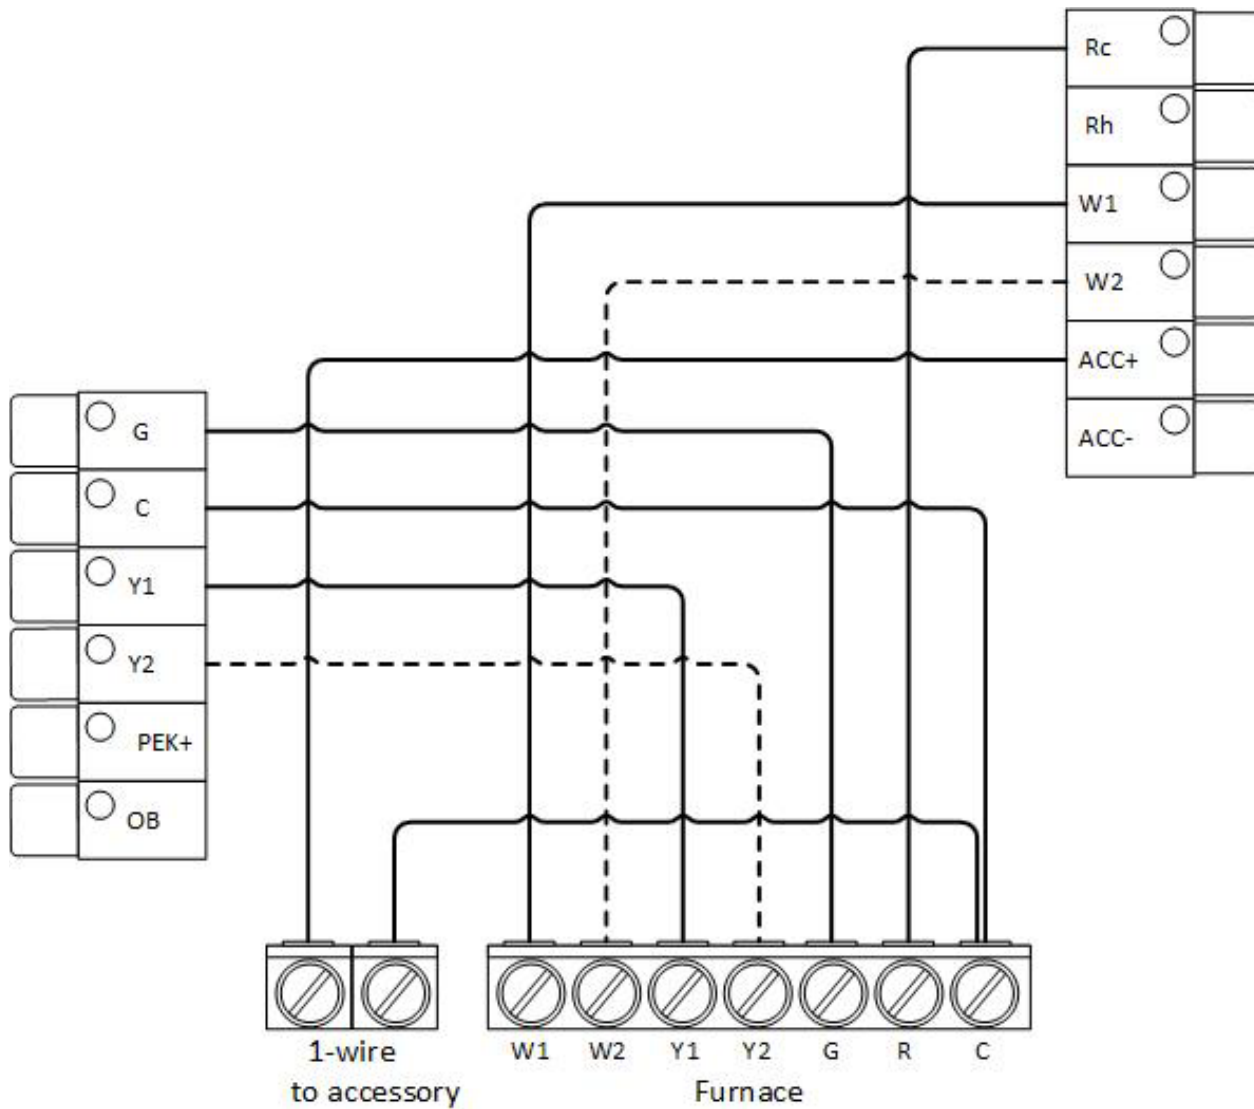 Rc
Rh
W1
W2
ACC+
ACC-
G
C
Y1
Y2
PEK+
OB
1-wire
to accessory
W1 W2 Y1 Y2 G R C
Furnace